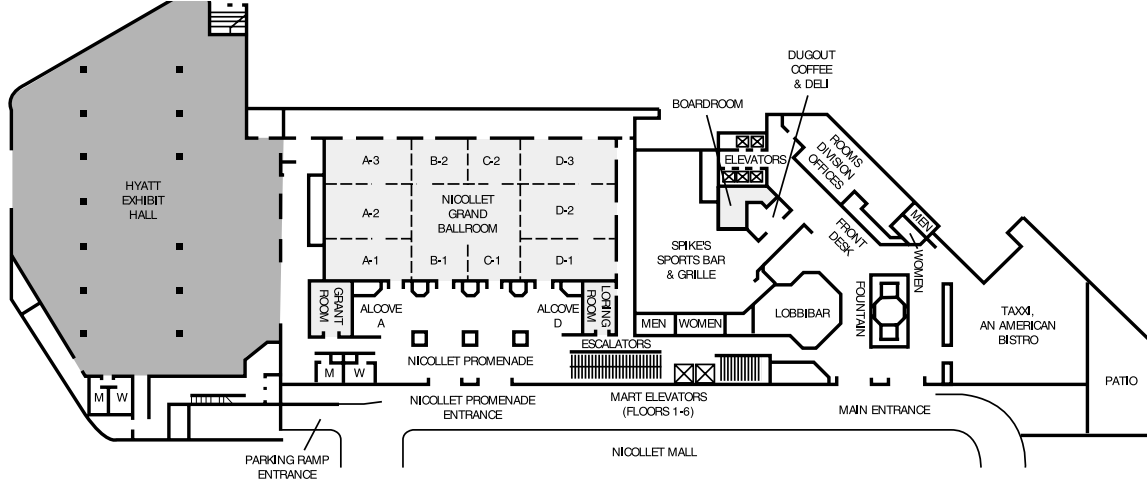 DUGOUT
COFFEE
& DELI
BOARDROOM
ELEVATORS
ROOMS
DIVISION
OFFICES
HYATT
EXHIBIT
HALL
A-3
B-2
C-2
D-3
A-2
NICOLLET
GRAND
BALLROOM
D-2
A-1
B-1
C-1
D-1
SPIKE'S
SPORTS BAR
& GRILLE
FRONT
DESK
MEN
WOMEN
GRANT
ROOM
ALCOVE
A
ALCOVE
D
LORING
ROOM
MEN
WOMEN
LOBBIBAR
FOUNTAIN
TAXXI,
AN AMERICAN
BISTRO
PATIO
ESCALATORS
NICOLLET PROMENADE
M
W
M
W
NICOLLET PROMENADE
ENTRANCE
MART ELEVATORS
(FLOORS 1-6)
MAIN ENTRANCE
PARKING RAMP
ENTRANCE
NICOLLET MALL